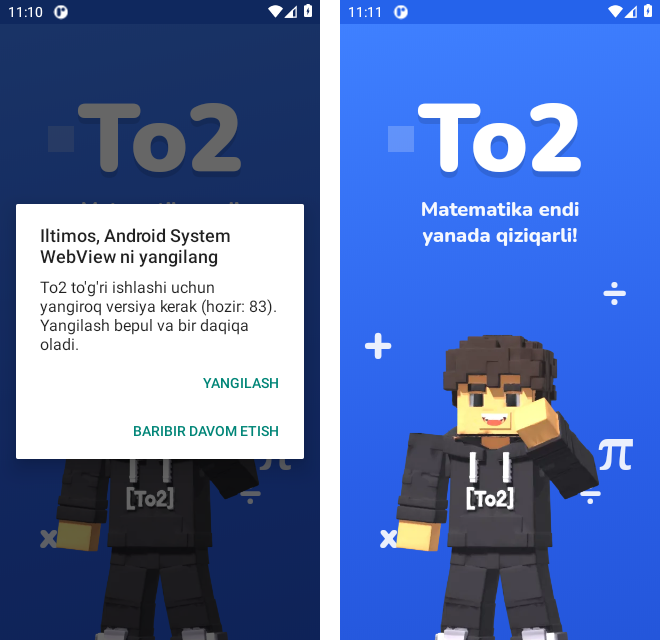 11:10
To2
Iltimos, Android System
WebView ni yangilang
To2 to'g'ri ishlashi uchun
yangiroq versiya kerak (hozir: 83).
Yangilash bepul va bir daqiqa
oladi.
YANGILASH
BARIBIR DAVOM ETISH
π
[To2]
÷
x
11:11
To2
Matematika endi
yanada qiziqarli!
÷
+
π
[To2]
÷
x